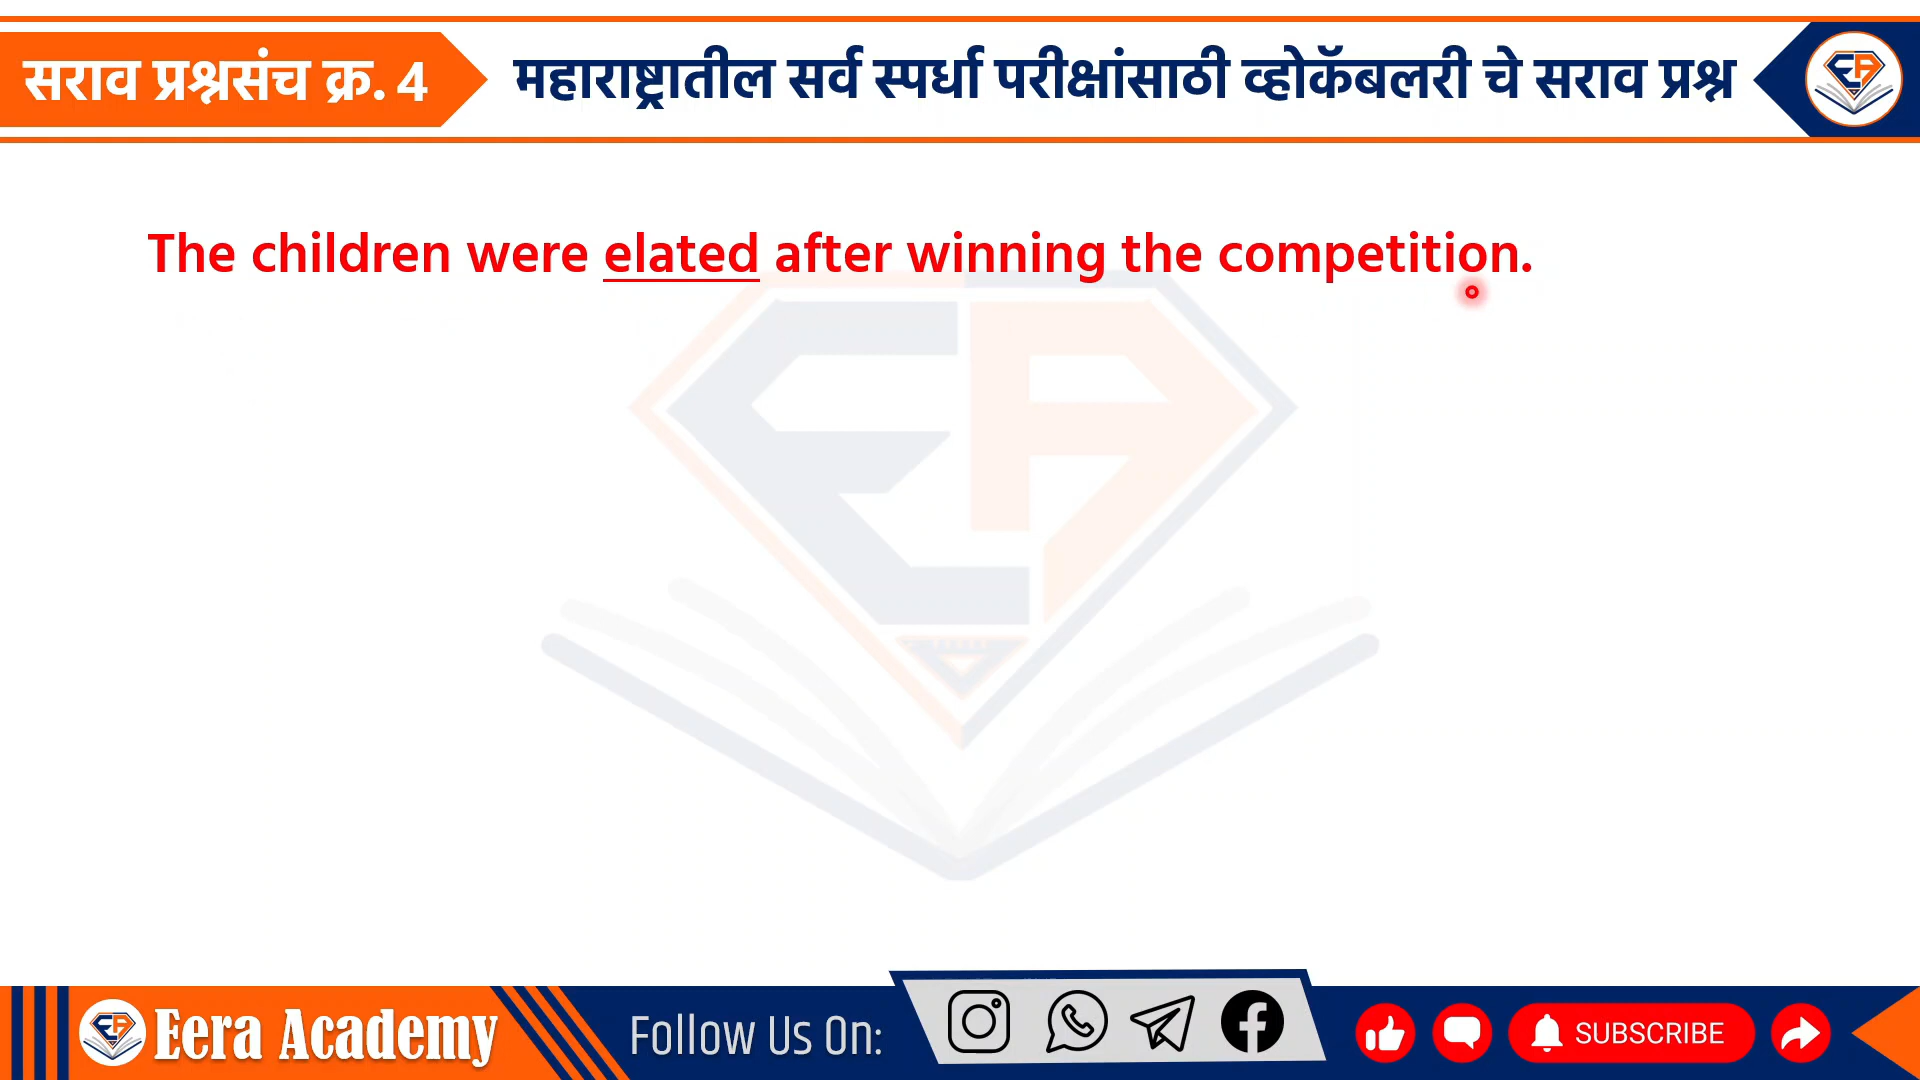 सराव प्रश्नसंच क्र. 4
महाराष्ट्रातील सर्व स्पर्धा परीक्षांसाठी व्होकॅबलरी चे सराव प्रश्न
The children were elated after winning the competition.
Eera Academy
Follow Us On:
SUBSCRIBE